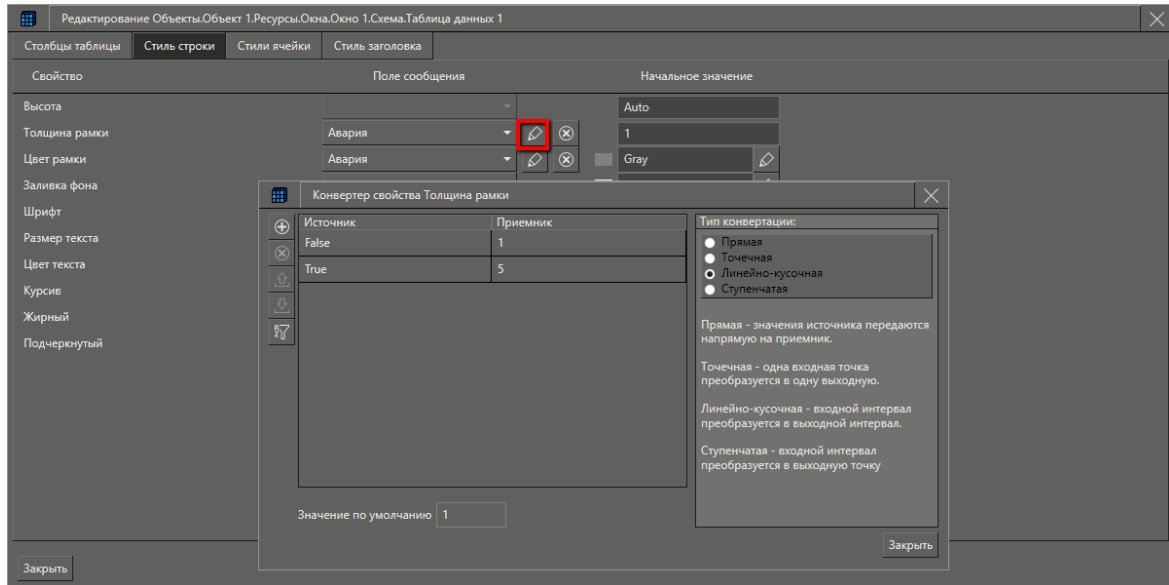 Редактирование Объекты.Объект 1.Ресурсы.Окна.Окно 1.Схема.Таблица данных 1
Столбцы таблицы Стиль строки Стили ячейки Стиль заголовка
Свойство Поле сообщения Начальное значение
Высота Auto
Толщина рамки Авария 1
Цвет рамки Авария Gray
Заливка фона
Шрифт
Размер текста
Цвет текста
Курсив
Жирный
Подчеркнутый
Конвертер свойства Толщина рамки
Источник Приемник
False 1
True 5
Тип конвертации:
Прямая
Точечная
Линейно-кусочная
Ступенчатая
Прямая - значения источника передаются
напрямую на приемник.
Точечная - одна входная точка
преобразуется в одну выходную.
Линейно-кусочная - входной интервал
преобразуется в выходной интервал.
Ступенчатая - входной интервал
преобразуется в выходную точку
Значение по умолчанию 1
Закрыть
Закрыть